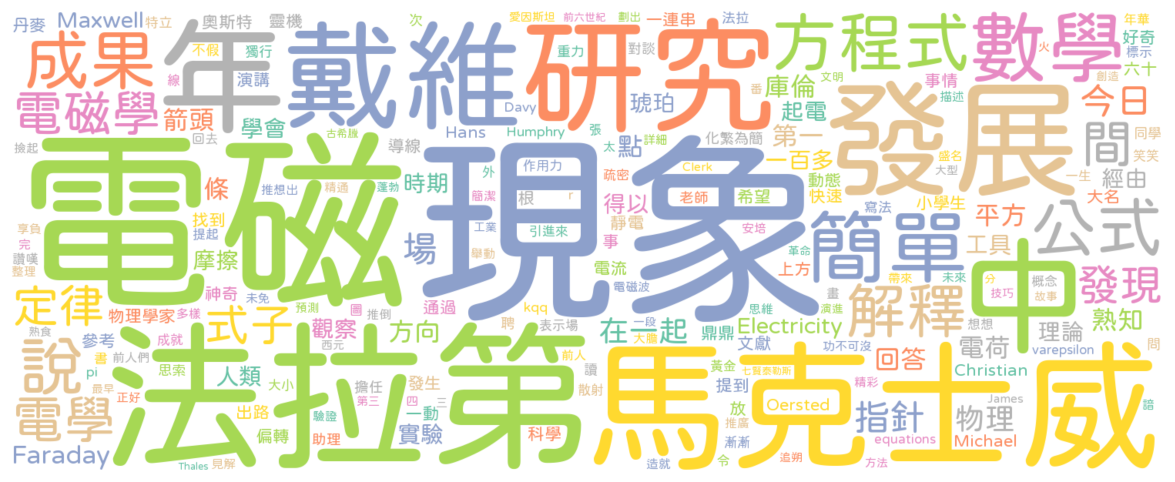 丹麥 Maxwell 特立 奧斯特 靈機 次 愛因斯坦 前六世紀 劃出 法拉 年華
成果 年 戴維 不假 獨行 演講 線 研究 一連串 重力 對談 方程式 數學 火 好奇 標示
電磁學 箭頭 學會 回去 古希臘 Davy 琥珀 庫倫 起電 文明 事情 描述 六十 今日 創造
撿起 導線 Hans Humphry 張 太 詳細 化繁為簡 點 第一 番 發展 間 同學
電磁 推想出 精通 蓬勃 條 時期 外 作用力 現象 Clerk 疏密 老師 希望 一百多 動態 快速 盛名 大型 笑笑 一生 經由
找到 簡潔 根 「 得以 靜電 安培 小學生 寫法 平方 大名
享負 提起 完 讚嘆 整理 摩擦 場 工業 引進來 舉動 事 電流 革命 上方 簡單 工具 公式
定律 神奇 未免 預測 圖 推倒 通過 kqq 電磁波 畫 思維 演進 帶來 未來 分 技巧 概念 故事 中 發現
物理學家 多樣 式子 觀察 西元 方向 聘 表示場 在一起 二段 大膽 鼎鼎 Electricity 解釋 想想 理論 熟知
熟食 說 參考 成就 書 前人們 pi 最早 思索 人類 法拉第 前人 讀 文獻 黃金 七賢泰勒斯 功不可沒 回答 電荷 varepsilon 問
電學 正好 出路 大小 擔任 發生 第三 四 三 散射 提到 放 Oersted 精彩 指針 物理 Christian James 諳
Faraday 偏轉 驗證 助理 一動 實驗 科學 馬克士威 推廣 漸漸 equations Michael
Thales 見解 造就 令 追朔 方法